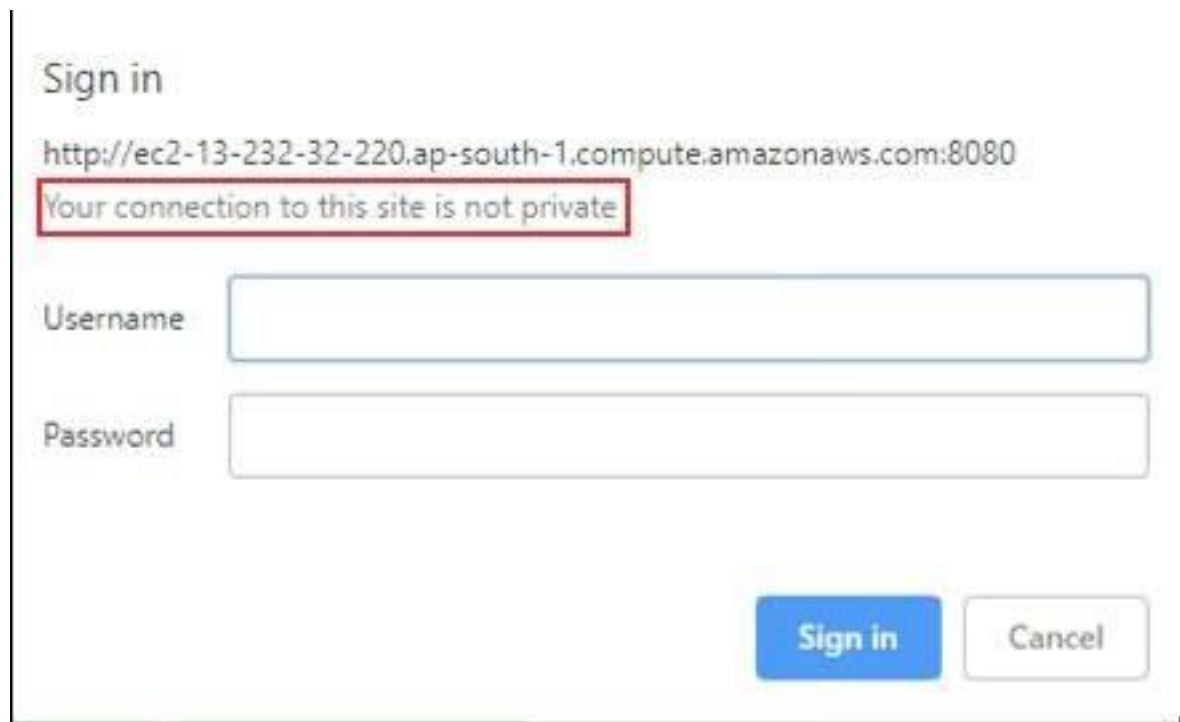 Sign in
http://ec2-13-232-32-220.ap-south-1.compute.amazonaws.com:8080
Your connection to this site is not private
Username
Password
Sign in Cancel